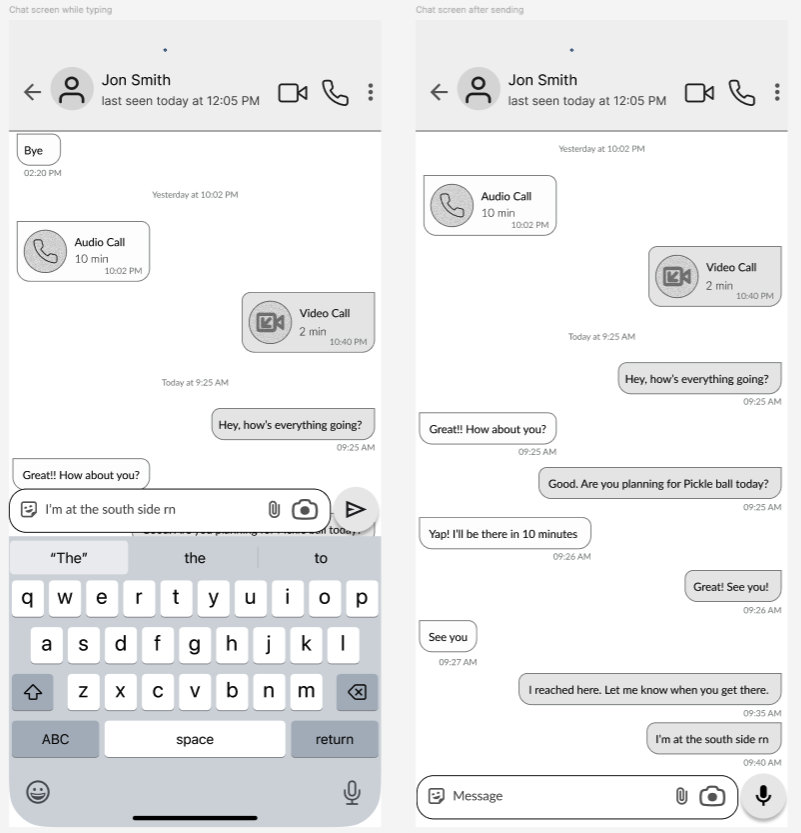 Chat screen while typing
Jon Smith
last seen today at 12:05 PM
Bye
02:20 PM
Yesterday at 10:02 PM
Audio Call
10 min
10:02 PM
Video Call
2 min
10:40 PM
Today at 9:25 AM
Hey, how's everything going?
09:25 AM
Great!! How about you?
I'm at the south side rn
Good. Are you planning for Pickle ball today?
“The”
the
to
q w e r t y u i o p
a s d f g h j k l
z x c v b n m
ABC
space
return
Chat screen after sending
Jon Smith
last seen today at 12:05 PM
Yesterday at 10:02 PM
Audio Call
10 min
10:02 PM
Video Call
2 min
10:40 PM
Today at 9:25 AM
Hey, how's everything going?
09:25 AM
Great!! How about you?
09:25 AM
Good. Are you planning for Pickle ball today?
09:25 AM
Yap! I'll be there in 10 minutes
09:26 AM
Great! See you!
09:26 AM
See you
09:27 AM
I reached here. Let me know when you get there.
09:35 AM
I'm at the south side rn
09:40 AM
Message